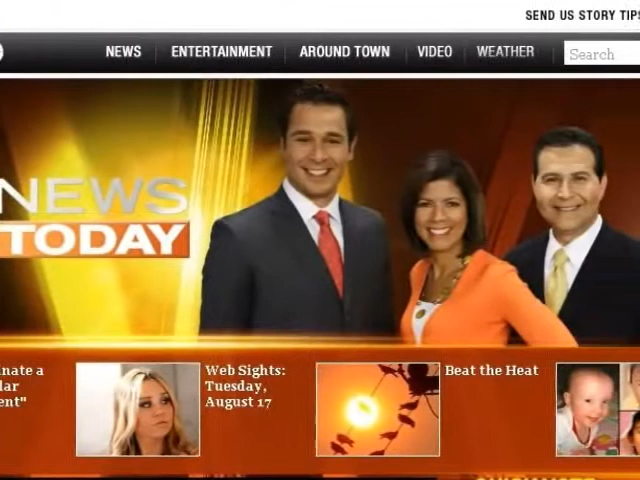 SEND US STORY TIPS
NEWS
ENTERTAINMENT
AROUND TOWN
VIDEO
WEATHER
Search
NEWS
TODAY
nate a
lar
ent"
Web Sights:
Tuesday,
August 17
Beat the Heat